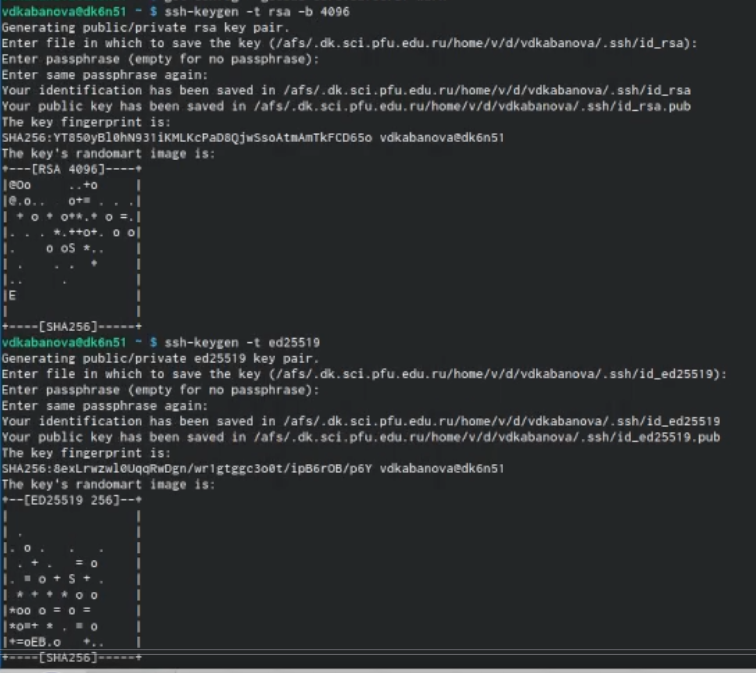 vdkabanova@dk6n51 ~ $ ssh-keygen -t rsa -b 4096
Generating public/private rsa key pair.
Enter file in which to save the key (/afs/.dk.sci.pfu.edu.ru/home/v/d/vdkabanova/.ssh/id_rsa):
Enter passphrase (empty for no passphrase):
Enter same passphrase again:
Your identification has been saved in /afs/.dk.sci.pfu.edu.ru/home/v/d/vdkabanova/.ssh/id_rsa
Your public key has been saved in /afs/.dk.sci.pfu.edu.ru/home/v/d/vdkabanova/.ssh/id_rsa.pub
The key fingerprint is:
SHA256:YT850yBl0hN931iKMLKcPaD8QjwSsoAtmAmTkFCD65o vdkabanova@dk6n51
The key's randomart image is:
+---[RSA 4096]----+
|@Oo     ..+o     |
|@.o..   o+= . . .|
| + o + o+*.+ o =.|
|. . . *.++o+. o o|
|.    o oS *..    |
| .    . .  +     |
|..     .         |
|E                |
|                 |
+----[SHA256]-----+
vdkabanova@dk6n51 ~ $ ssh-keygen -t ed25519
Generating public/private ed25519 key pair.
Enter file in which to save the key (/afs/.dk.sci.pfu.edu.ru/home/v/d/vdkabanova/.ssh/id_ed25519):
Enter passphrase (empty for no passphrase):
Enter same passphrase again:
Your identification has been saved in /afs/.dk.sci.pfu.edu.ru/home/v/d/vdkabanova/.ssh/id_ed25519
Your public key has been saved in /afs/.dk.sci.pfu.edu.ru/home/v/d/vdkabanova/.ssh/id_ed25519.pub
The key fingerprint is:
SHA256:8exLrwzwl0UqqRwDgn/wr1gtggc3o0t/ipB6rOB/p6Y vdkabanova@dk6n51
The key's randomart image is:
+--[ED25519 256]--+
|                 |
| .               |
|. o .   .   .    |
| . + .   = o     |
|. = o + S + .    |
| * + + * o o     |
|*oo o = o =      |
|*o=+ * . = o     |
|+=oEB.o   +..    |
+----[SHA256]-----+